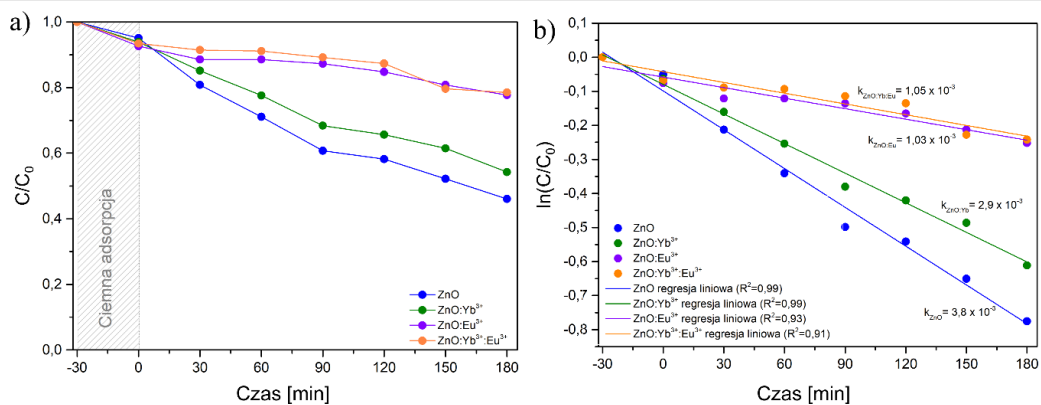 a)
1,0
0,8
0,6
0,4
0,2
0,0
C/C₀
Ciemna adsorpcja
ZnO
ZnO:Yb³⁺
ZnO:Eu³⁺
ZnO:Yb³⁺:Eu³⁺
-30 0 30 60 90 120 150 180
Czas [min]
b)
0,1
0,0
-0,1
-0,2
-0,3
-0,4
-0,5
-0,6
-0,7
-0,8
ln(C/C₀)
k_ZnO:Yb:Eu = 1,05 x 10⁻³
k_ZnO:Eu = 1,03 x 10⁻³
k_ZnO:Yb = 2,9 x 10⁻³
k_ZnO = 3,8 x 10⁻³
ZnO
ZnO:Yb³⁺
ZnO:Eu³⁺
ZnO:Yb³⁺:Eu³⁺
ZnO regresja liniowa (R²=0,99)
ZnO:Yb³⁺ regresja liniowa (R²=0,99)
ZnO:Eu³⁺ regresja liniowa (R²=0,93)
ZnO:Yb³⁺:Eu³⁺ regresja liniowa (R²=0,91)
-30 0 30 60 90 120 150 180
Czas [min]